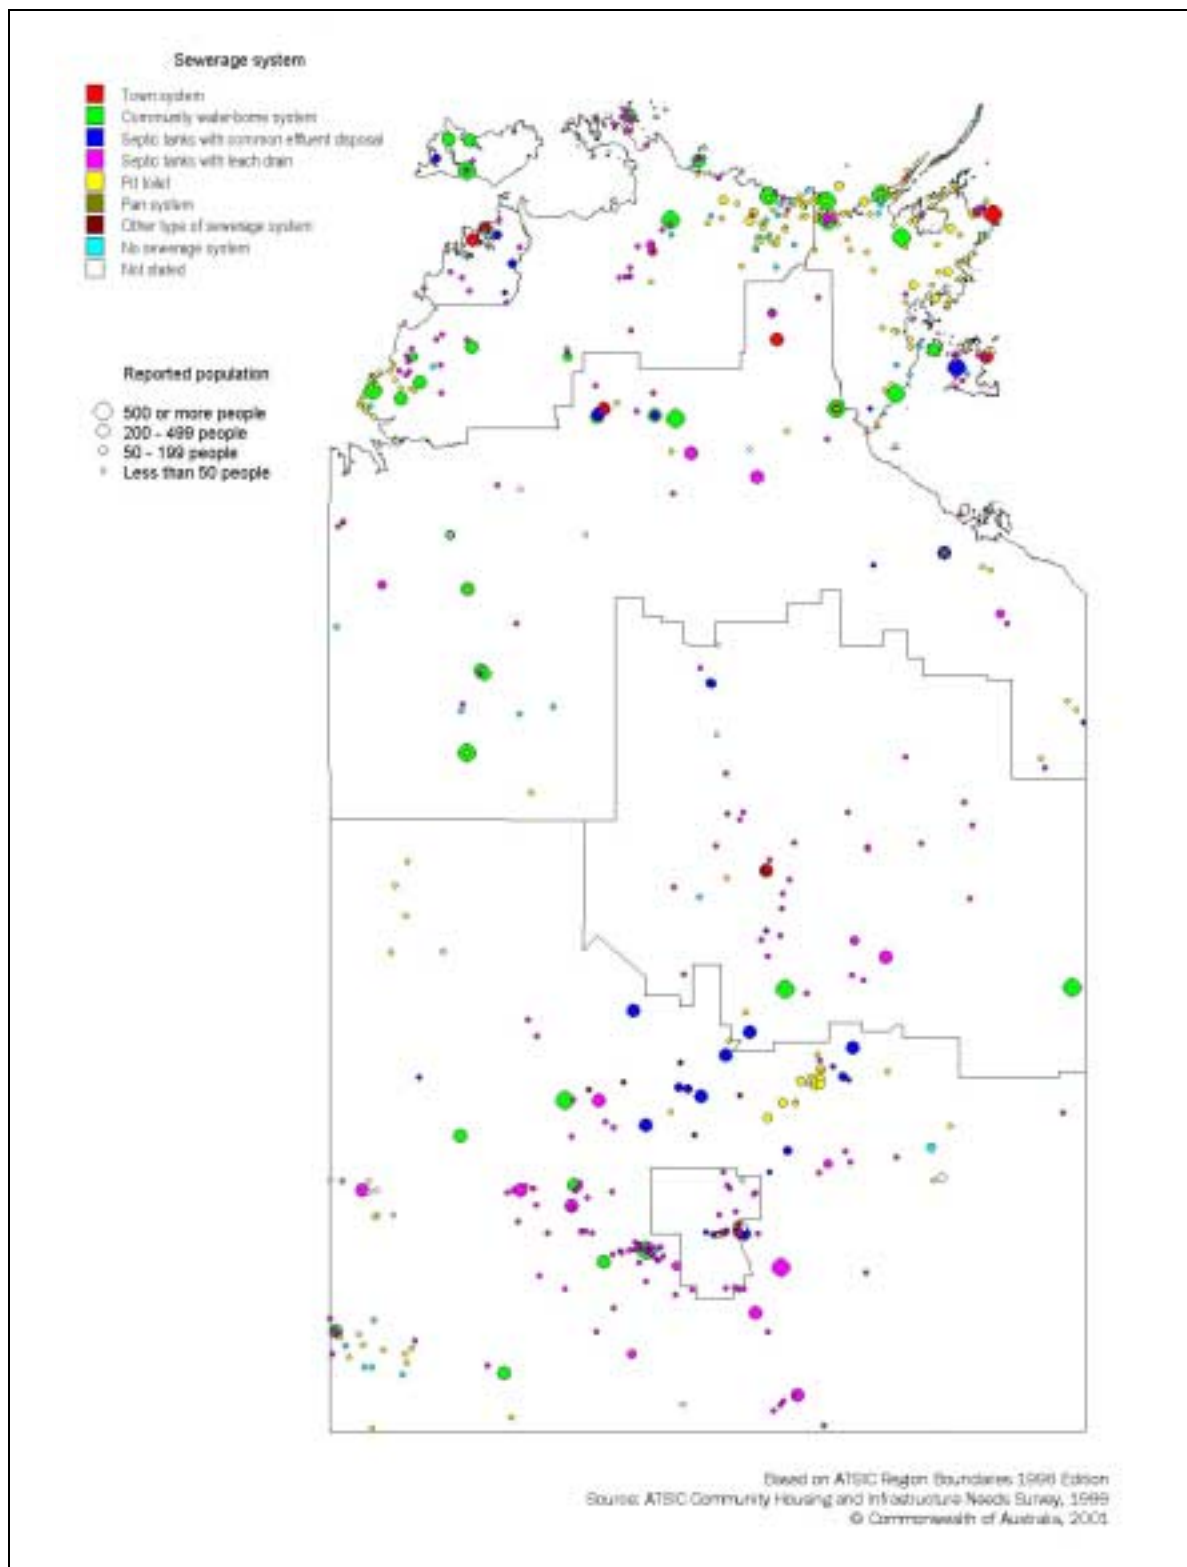 Sewerage system
Town system
Community water-borne system
Septic tanks with common effluent disposal
Septic tanks with leach drain
Pit toilet
Pan system
Other type of sewerage system
No sewerage system
Not stated
Reported population
500 or more people
200 - 499 people
50 - 199 people
Less than 50 people
Based on ATSIC Region Boundaries 1996 Edition
Source: ATSIC Community Housing and Infrastructure Needs Survey, 1999
© Commonwealth of Australia, 2001